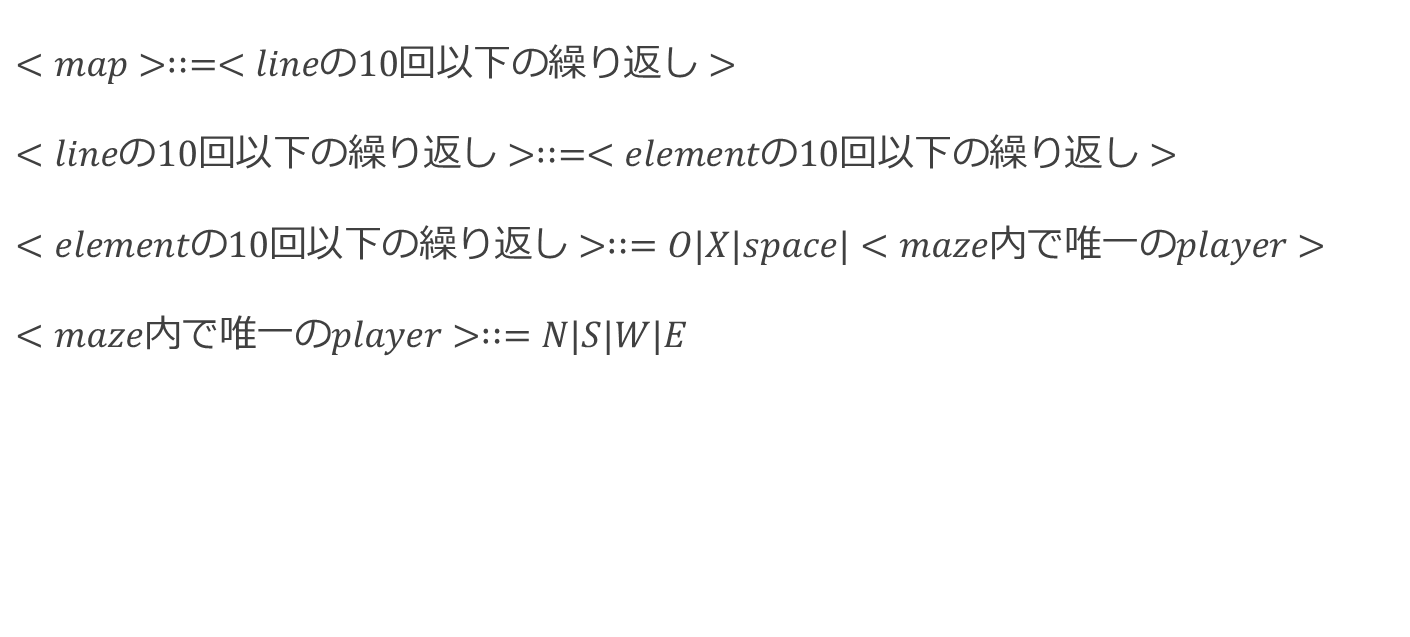 < map >::=< lineの10回以下の繰り返し >
< lineの10回以下の繰り返し >::=< elementの10回以下の繰り返し >
< elementの10回以下の繰り返し >::= O|X|space| < maze内で唯一のplayer >
< maze内で唯一のplayer >::= N|S|W|E